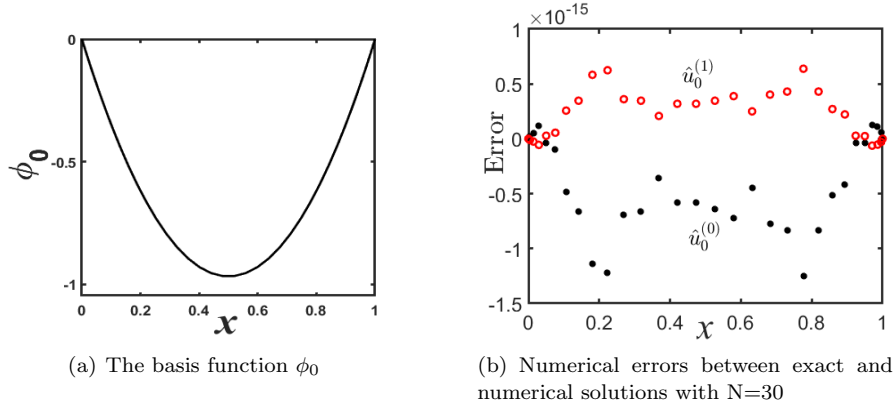 0
-0.5
-1
ϕ₀
0 0.2 0.4 0.6 0.8 1
x
(a) The basis function ϕ₀
×10⁻¹⁵
1
0.5
0
-0.5
-1
-1.5
Error
û₀⁽¹⁾
û₀⁽⁰⁾
0 0.2 0.4 0.6 0.8 1
x
(b) Numerical errors between exact and
numerical solutions with N=30